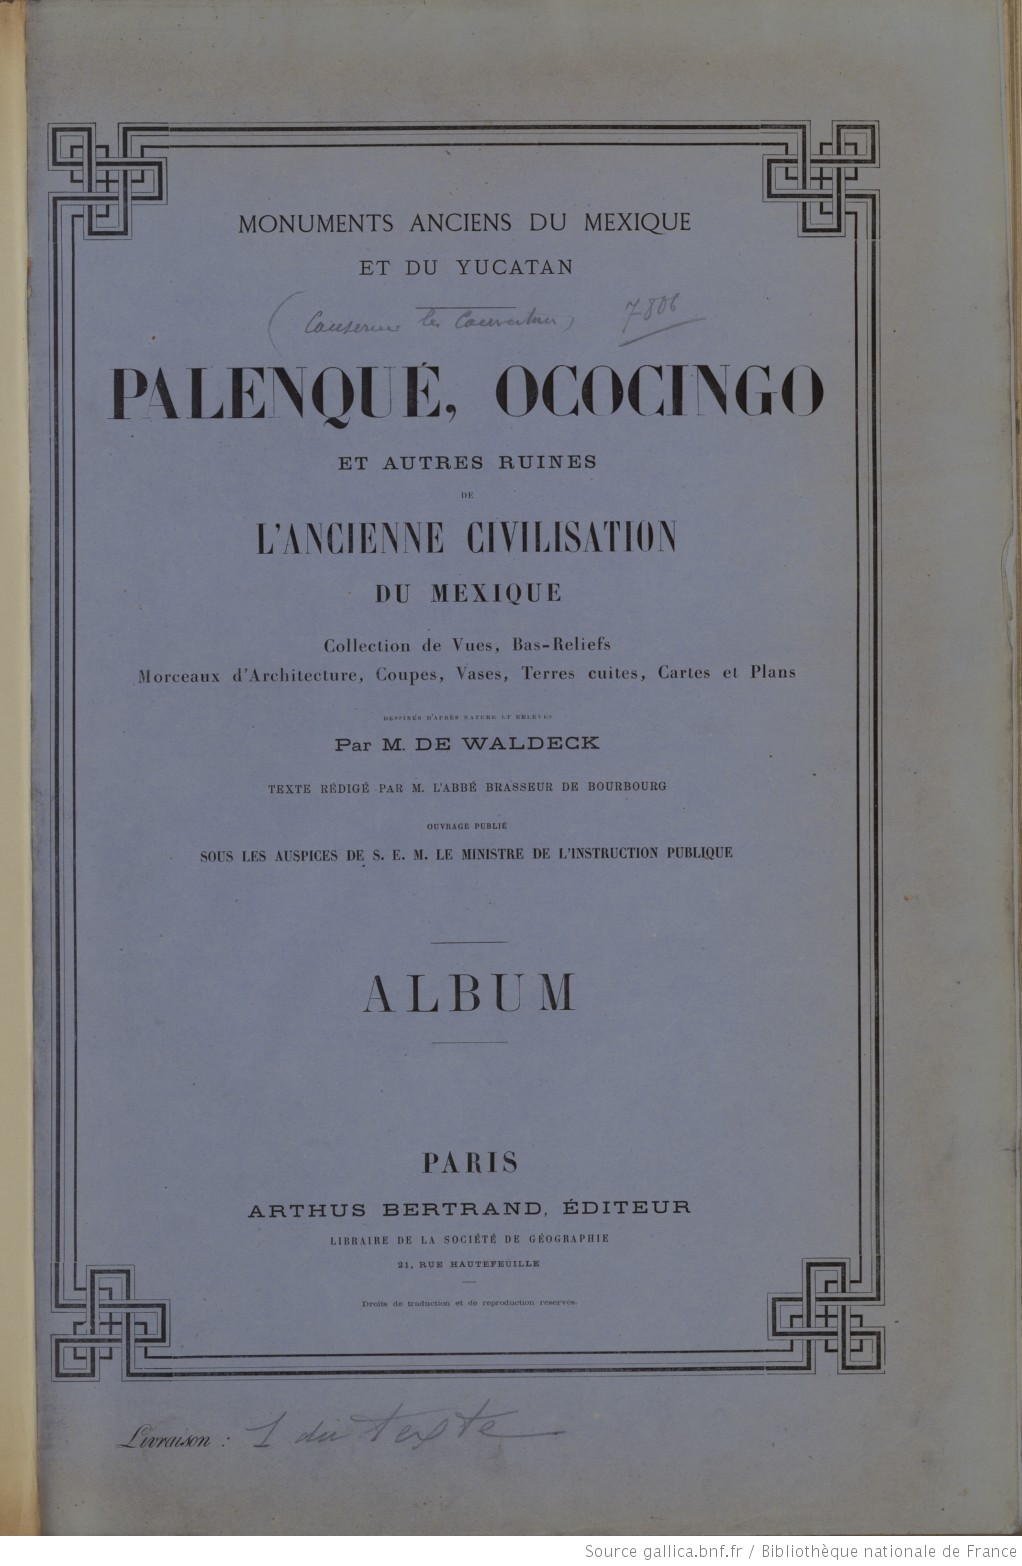 MONUMENTS ANCIENS DU MEXIQUE
ET DU YUCATAN
(Conserver les Couvertures) 7806
PALENQUÉ, OCOCINGO
ET AUTRES RUINES
DE
L'ANCIENNE CIVILISATION
DU MEXIQUE
Collection de Vues, Bas-Reliefs
Morceaux d'Architecture, Coupes, Vases, Terres cuites, Cartes et Plans
DESSINÉS D'APRÈS NATURE ET RELEVÉS
Par M. DE WALDECK
TEXTE RÉDIGÉ PAR M. L'ABBÉ BRASSEUR DE BOURBOURG
OUVRAGE PUBLIÉ
SOUS LES AUSPICES DE S. E. M. LE MINISTRE DE L'INSTRUCTION PUBLIQUE
ALBUM
PARIS
ARTHUS BERTRAND, ÉDITEUR
LIBRAIRE DE LA SOCIÉTÉ DE GÉOGRAPHIE
21, RUE HAUTEFEUILLE
Droits de traduction et de reproduction réservés.
Livraison : 1 du texte
Source gallica.bnf.fr / Bibliothèque nationale de France